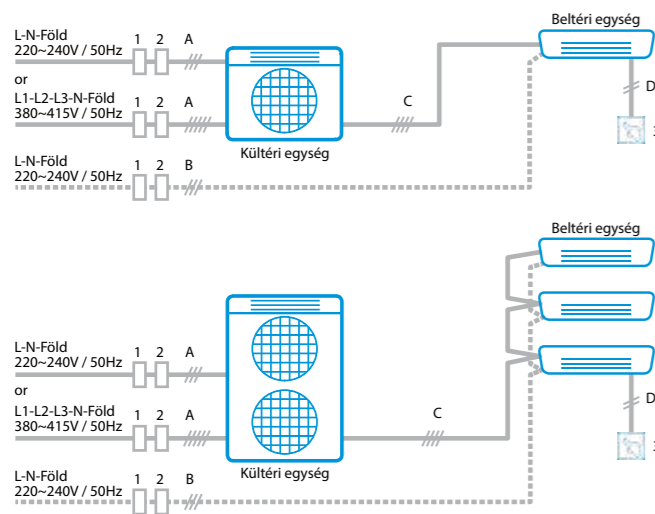 Beltéri egység
L-N-Föld
220~240V / 50Hz
1 2 A
or
L1-L2-L3-N-Föld
380~415V / 50Hz
1 2 A
C
D
3
Kültéri egység
L-N-Föld
220~240V / 50Hz
1 2 B
Beltéri egység
L-N-Föld
220~240V / 50Hz
1 2 A
or
L1-L2-L3-N-Föld
380~415V / 50Hz
1 2 A
C
D
3
Kültéri egység
L-N-Föld
220~240V / 50Hz
1 2 B